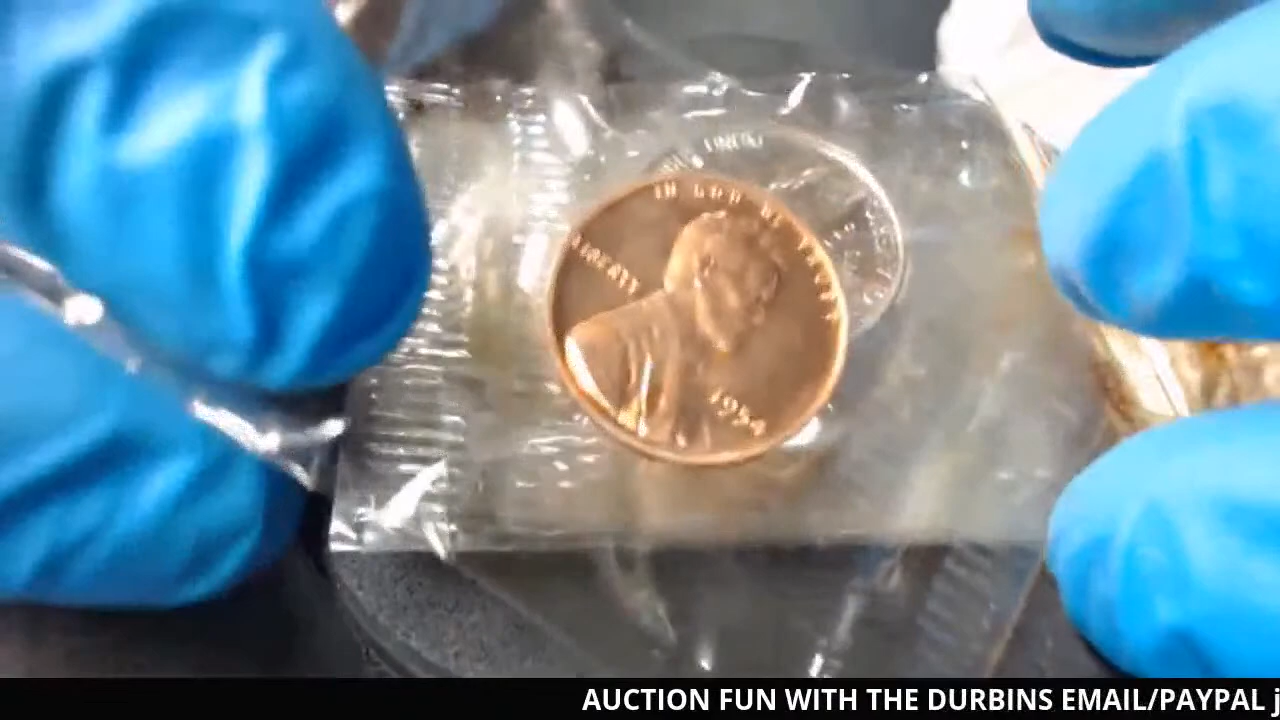 IN GOD WE TRUST
LIBERTY
1954
AUCTION FUN WITH THE DURBINS EMAIL/PAYPAL j